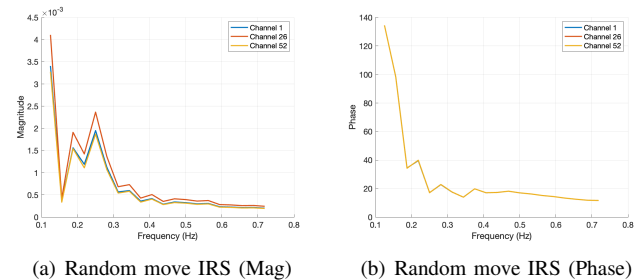 4.5 ×10⁻³
Channel 1
Channel 26
Channel 52
4
3.5
3
2.5
2
1.5
1
0.5
0
Magnitude
0.1 0.2 0.3 0.4 0.5 0.6 0.7 0.8
Frequency (Hz)
(a) Random move IRS (Mag)
140
Channel 1
Channel 26
Channel 52
120
100
80
60
40
20
0
Phase
0.1 0.2 0.3 0.4 0.5 0.6 0.7 0.8
Frequency (Hz)
(b) Random move IRS (Phase)